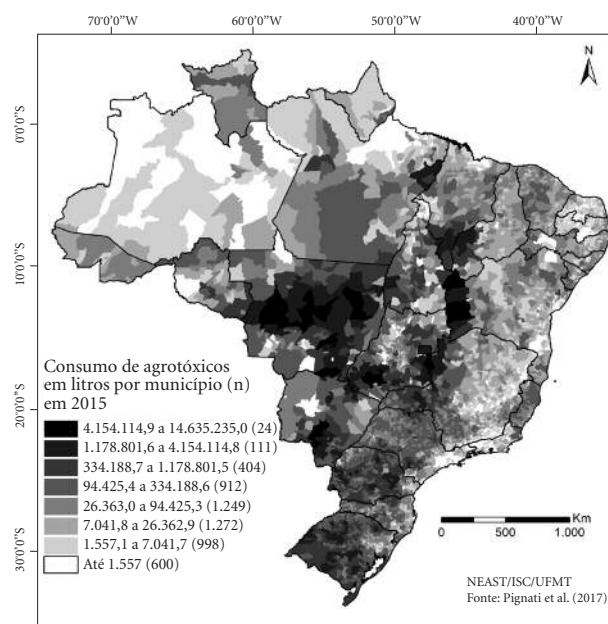 70°0'0"W 60°0'0"W 50°0'0"W 40°0'0"W
N
0°0'0"S
10°0'0"S
20°0'0"S
30°0'0"S
Consumo de agrotóxicos
em litros por município (n)
em 2015
4.154.114,9 a 14.635.235,0 (24)
1.178.801,6 a 4.154.114,8 (111)
334.188,7 a 1.178.801,5 (404)
94.425,4 a 334.188,6 (912)
26.363,0 a 94.425,3 (1.249)
7.041,8 a 26.362,9 (1.272)
1.557,1 a 7.041,7 (998)
Até 1.557 (600)
Km
0 500 1.000
NEAST/ISC/UFMT
Fonte: Pignati et al. (2017)